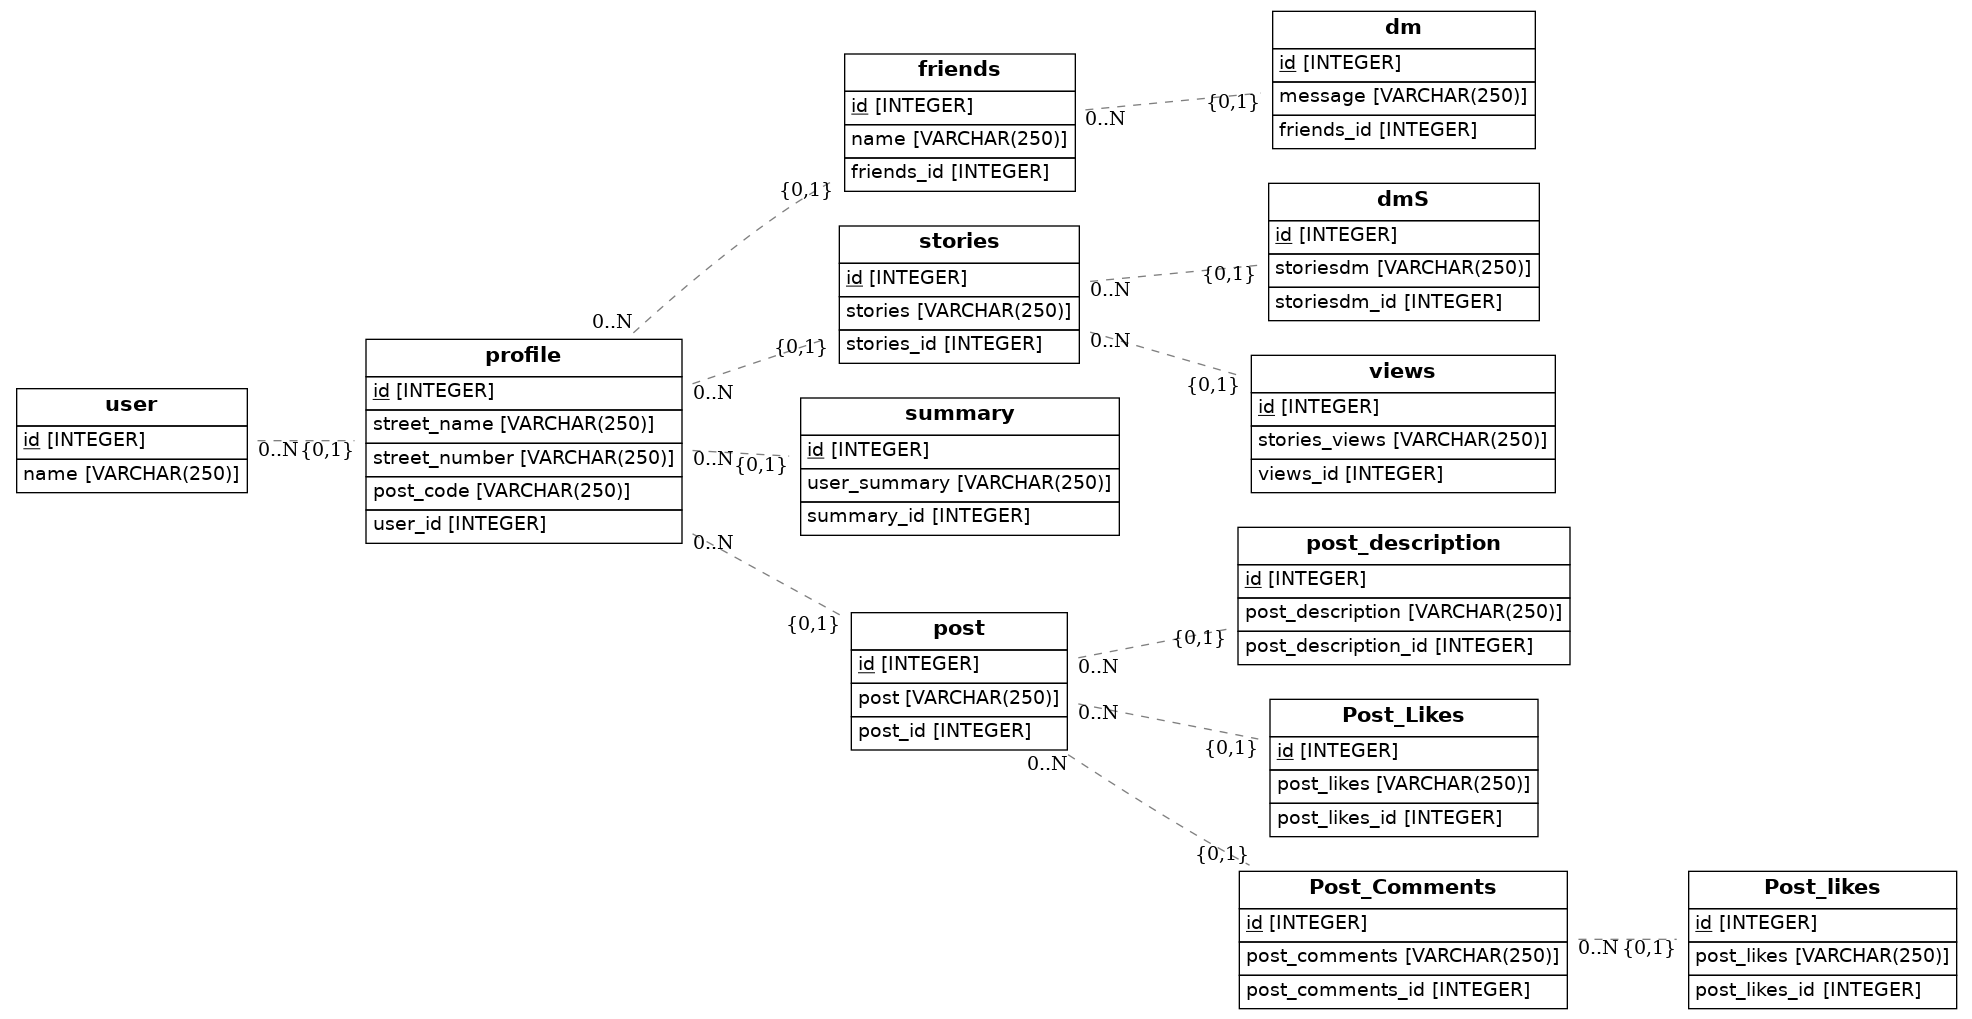 user
id [INTEGER]
name [VARCHAR(250)]
0..N
{0,1}
profile
id [INTEGER]
street_name [VARCHAR(250)]
street_number [VARCHAR(250)]
post_code [VARCHAR(250)]
user_id [INTEGER]
0..N
{0,1}
0..N
{0,1}
0..N
{0,1}
0..N
{0,1}
friends
id [INTEGER]
name [VARCHAR(250)]
friends_id [INTEGER]
0..N
{0,1}
stories
id [INTEGER]
stories [VARCHAR(250)]
stories_id [INTEGER]
0..N
{0,1}
0..N
{0,1}
summary
id [INTEGER]
user_summary [VARCHAR(250)]
summary_id [INTEGER]
post
id [INTEGER]
post [VARCHAR(250)]
post_id [INTEGER]
0..N
{0,1}
0..N
{0,1}
0..N
{0,1}
dm
id [INTEGER]
message [VARCHAR(250)]
friends_id [INTEGER]
dmS
id [INTEGER]
storiesdm [VARCHAR(250)]
storiesdm_id [INTEGER]
views
id [INTEGER]
stories_views [VARCHAR(250)]
views_id [INTEGER]
post_description
id [INTEGER]
post_description [VARCHAR(250)]
post_description_id [INTEGER]
Post_Likes
id [INTEGER]
post_likes [VARCHAR(250)]
post_likes_id [INTEGER]
Post_Comments
id [INTEGER]
post_comments [VARCHAR(250)]
post_comments_id [INTEGER]
0..N
{0,1}
Post_likes
id [INTEGER]
post_likes [VARCHAR(250)]
post_likes_id [INTEGER]